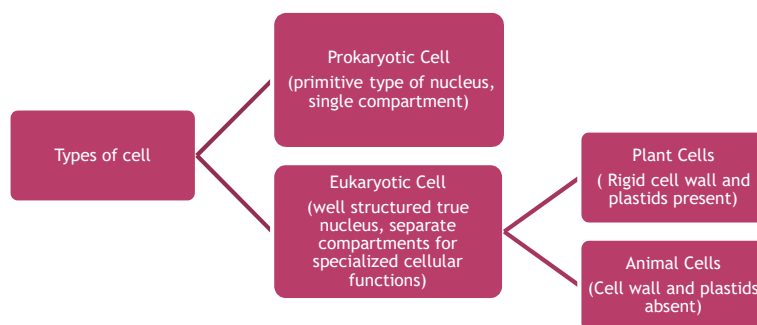 Types of cell
Prokaryotic Cell
(primitive type of nucleus,
single compartment)
Eukaryotic Cell
(well structured true
nucleus, separate
compartments for
specialized cellular
functions)
Plant Cells
( Rigid cell wall and
plastids present)
Animal Cells
(Cell wall and plastids
absent)